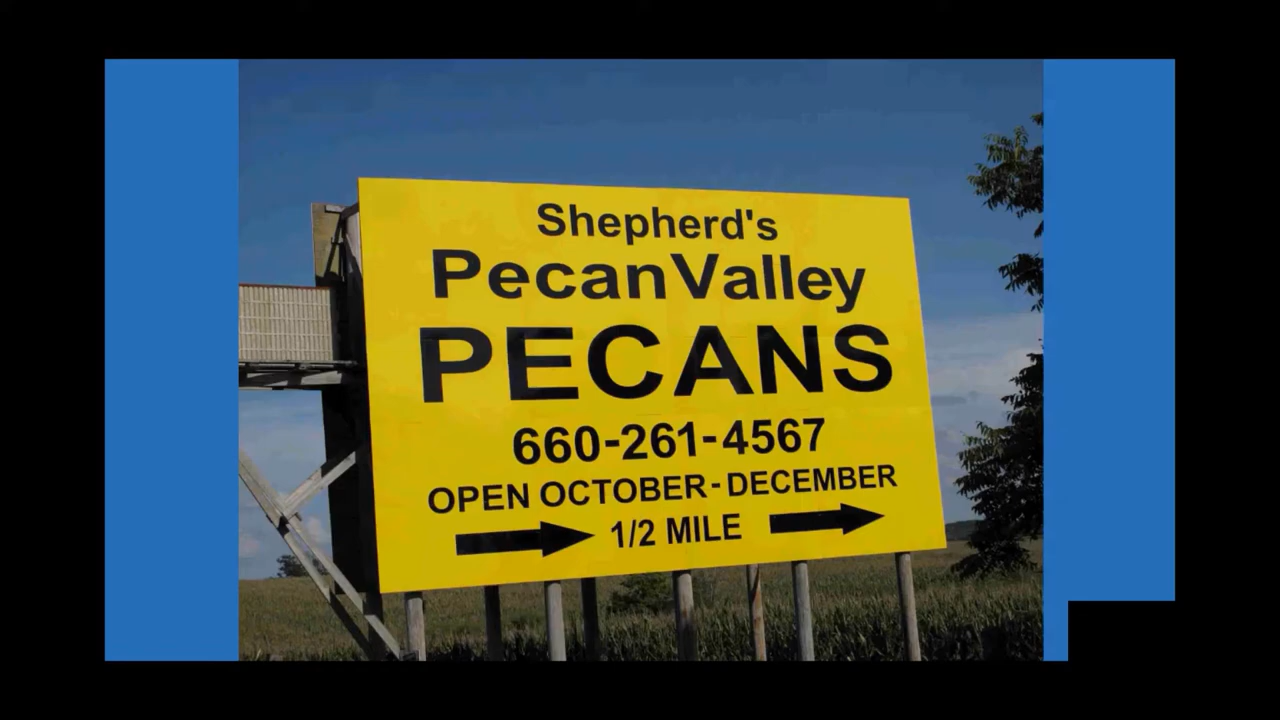 Shepherd's
PecanValley
PECANS
660-261-4567
OPEN OCTOBER-DECEMBER
1/2 MILE